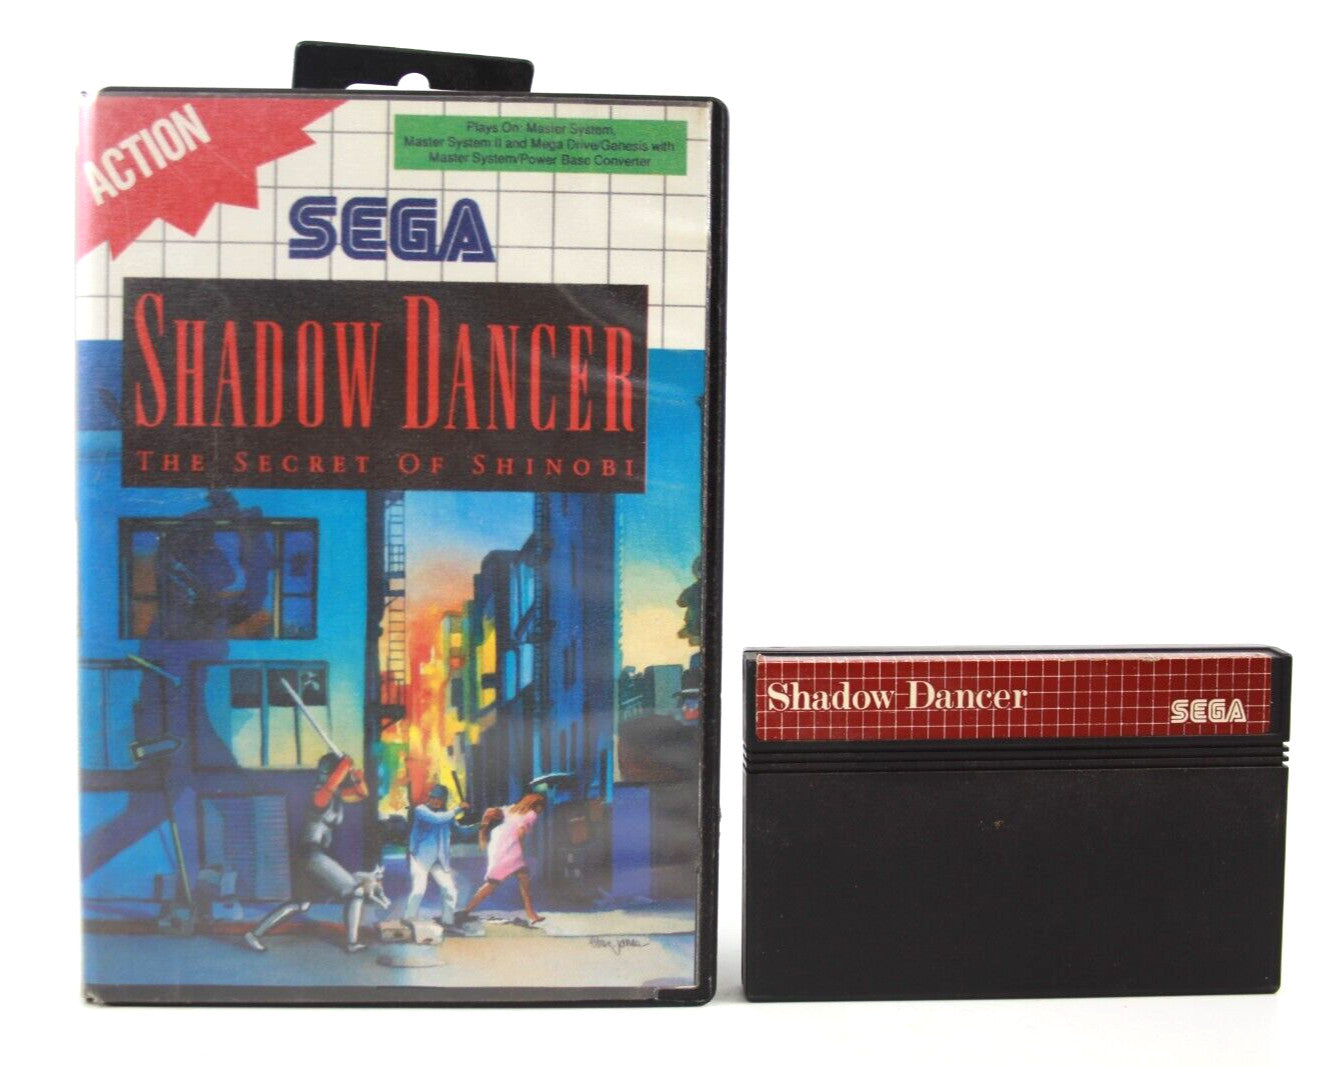 ACTION
Plays On: Master System,
Master System II and Mega Drive/Genesis with
Master System/Power Base Converter
SEGA
SHADOW DANCER
THE SECRET OF SHINOBI
Shadow Dancer
SEGA